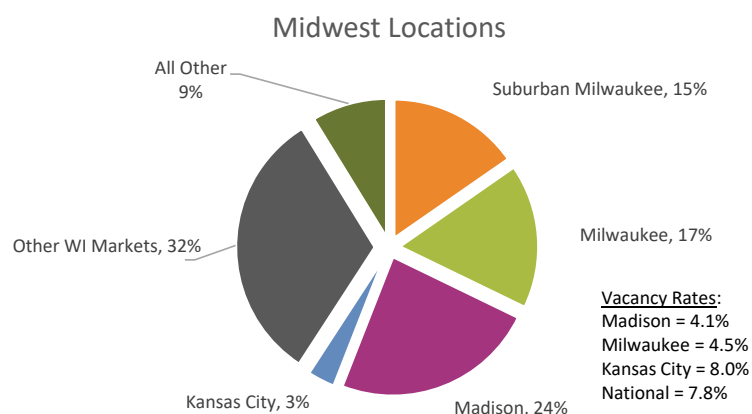 Midwest Locations
All Other
9%
Suburban Milwaukee, 15%
Other WI Markets, 32%
Milwaukee, 17%
Vacancy Rates:
Madison = 4.1%
Milwaukee = 4.5%
Kansas City = 8.0%
National = 7.8%
Kansas City, 3%
Madison, 24%